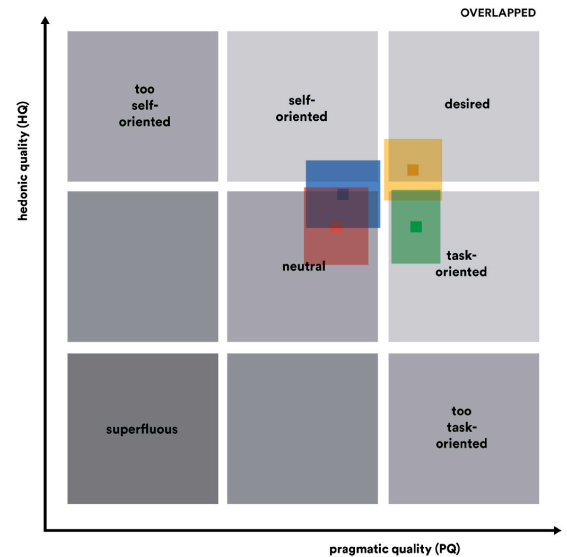 OVERLAPPED
hedonic quality (HQ)
too
self-
oriented
self-
oriented
desired
neutral
task-
oriented
superfluous
too
task-
oriented
pragmatic quality (PQ)